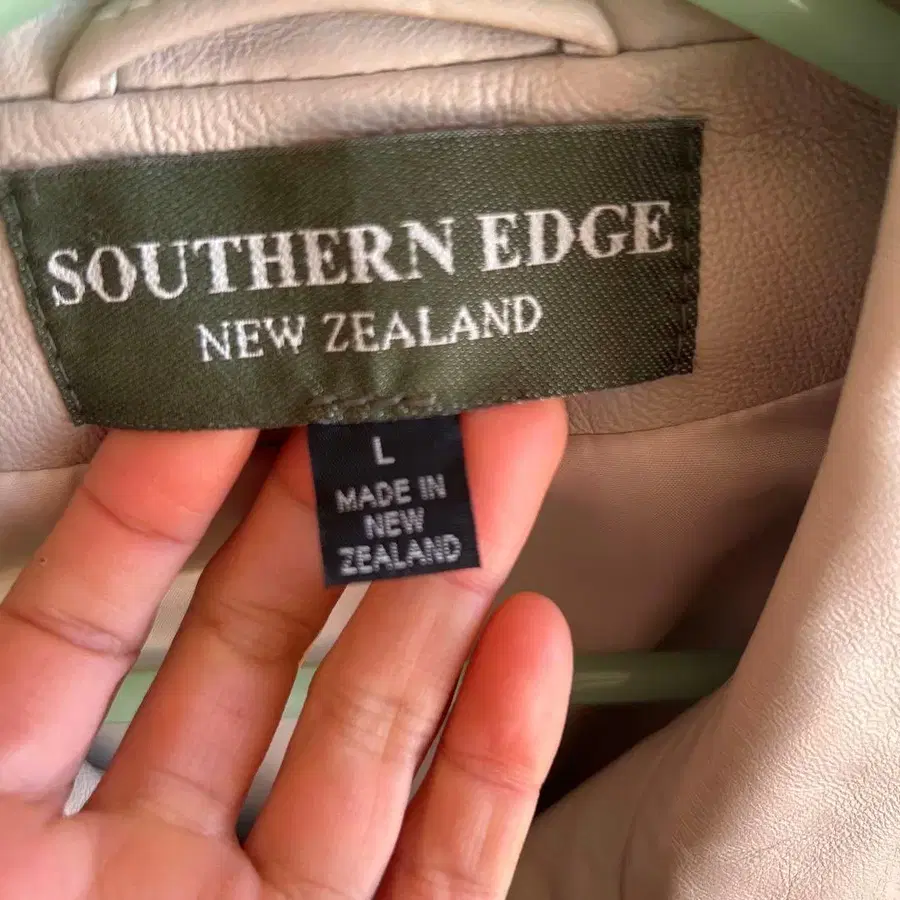 SOUTHERN EDGE
NEW ZEALAND
L
MADE IN
NEW
ZEALAND